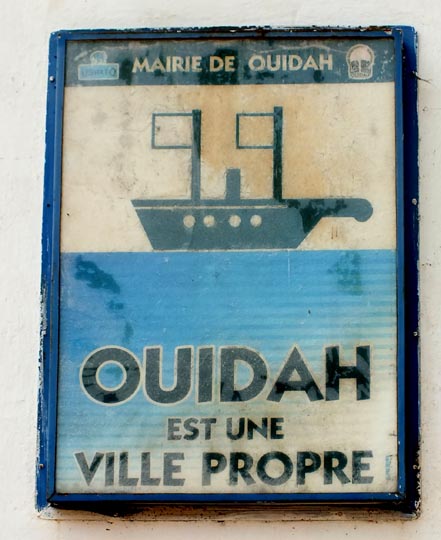 MAIRIE DE OUIDAH
OUIDAH
EST UNE
VILLE PROPRE